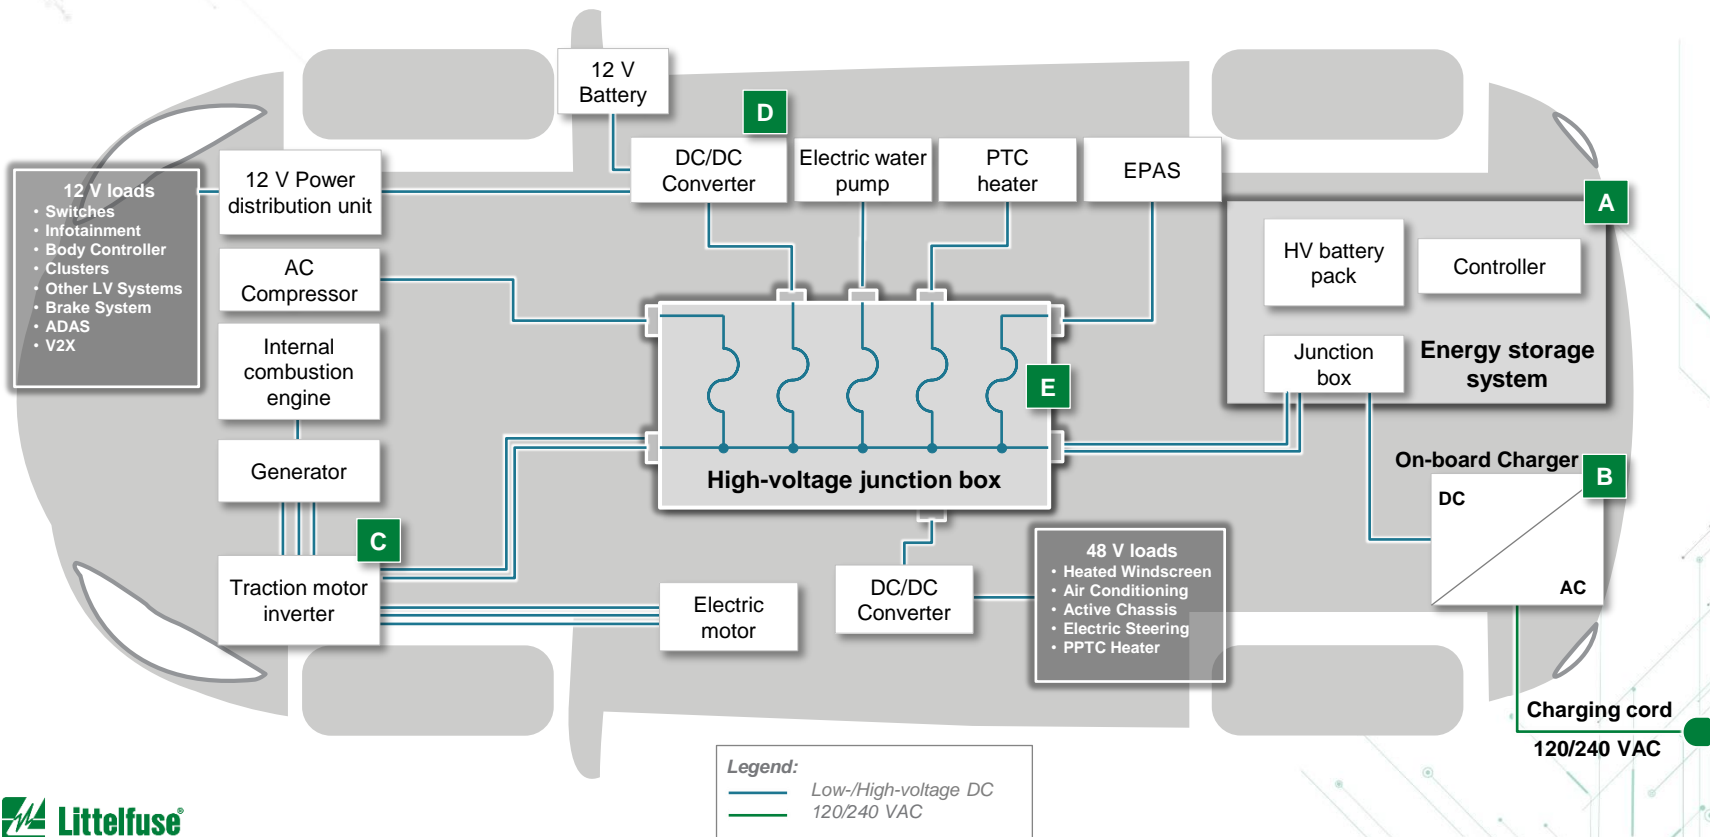 12 V
Battery
D
DC/DC
Converter
Electric water
pump
PTC
heater
EPAS
12 V loads
• Switches
• Infotainment
• Body Controller
• Clusters
• Other LV Systems
• Brake System
• ADAS
• V2X
12 V Power
distribution unit
AC
Compressor
Internal
combustion
engine
Generator
C
Traction motor
inverter
Electric
motor
E
High-voltage junction box
DC/DC
Converter
48 V loads
• Heated Windscreen
• Air Conditioning
• Active Chassis
• Electric Steering
• PPTC Heater
A
HV battery
pack
Controller
Junction
box
Energy storage
system
On-board Charger
B
DC
AC
Charging cord
120/240 VAC
Legend:
Low-/High-voltage DC
120/240 VAC
Littelfuse®